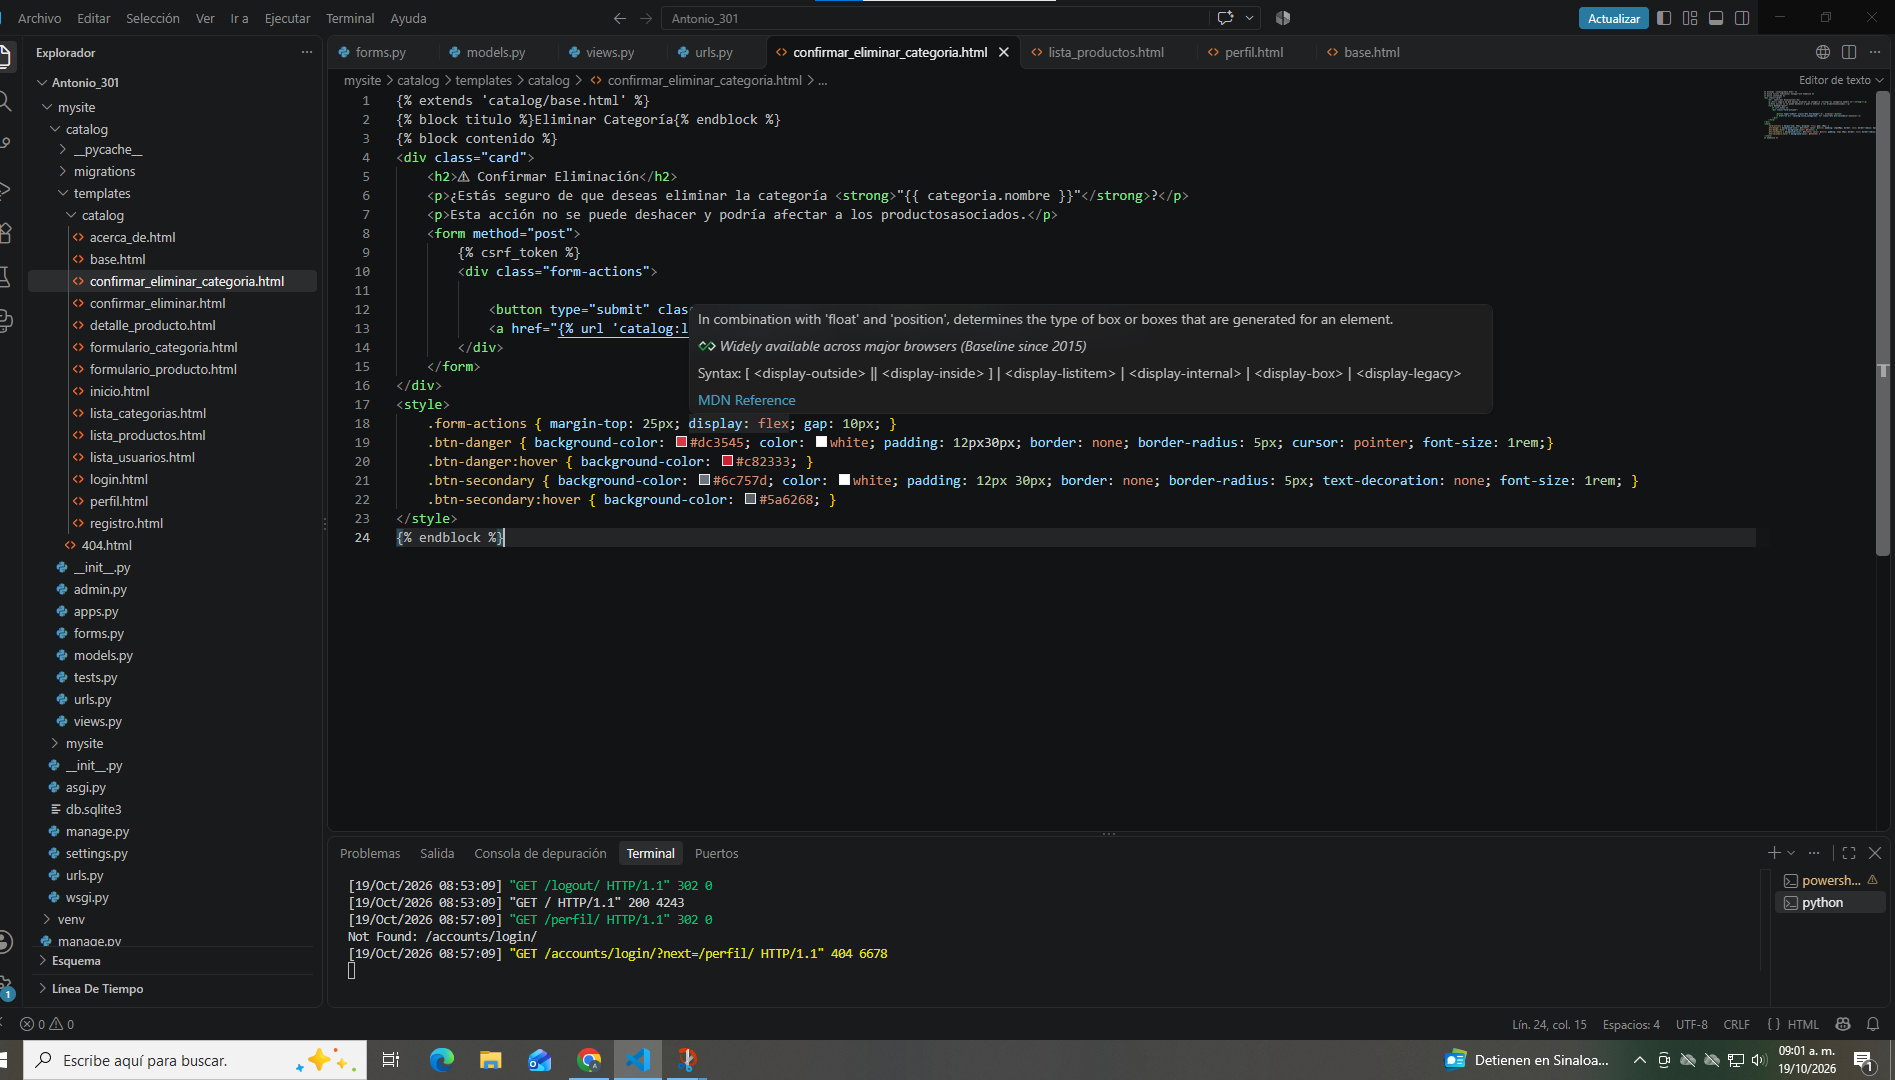 Archivo Editar Selección Ver Ir a Ejecutar Terminal Ayuda
Antonio_301
Actualizar
Explorador
forms.py
models.py
views.py
urls.py
confirmar_eliminar_categoria.html
lista_productos.html
perfil.html
base.html
mysite > catalog > templates > catalog > confirmar_eliminar_categoria.html > ...
Editor de texto
Antonio_301
mysite
catalog
__pycache__
migrations
templates
catalog
acerca_de.html
base.html
confirmar_eliminar_categoria.html
confirmar_eliminar.html
detalle_producto.html
formulario_categoria.html
formulario_producto.html
inicio.html
lista_categorias.html
lista_productos.html
lista_usuarios.html
login.html
perfil.html
registro.html
404.html
__init__.py
admin.py
apps.py
forms.py
models.py
tests.py
urls.py
views.py
mysite
__init__.py
asgi.py
db.sqlite3
manage.py
settings.py
urls.py
wsgi.py
venv
manage.py
Esquema
Línea De Tiempo
1 {% extends 'catalog/base.html' %}
2 {% block titulo %}Eliminar Categoría{% endblock %}
3 {% block contenido %}
4 <div class="card">
5 <h2>⚠ Confirmar Eliminación</h2>
6 <p>¿Estás seguro de que deseas eliminar la categoría <strong>"{{ categoria.nombre }}"</strong>?</p>
7 <p>Esta acción no se puede deshacer y podría afectar a los productosasociados.</p>
8 <form method="post">
9 {% csrf_token %}
10 <div class="form-actions">
11
12 <button type="submit" clas
13 <a href="{% url 'catalog:l
14 </div>
15 </form>
16 </div>
17 <style>
18 .form-actions { margin-top: 25px; display: flex; gap: 10px; }
19 .btn-danger { background-color: #dc3545; color: white; padding: 12px30px; border: none; border-radius: 5px; cursor: pointer; font-size: 1rem;}
20 .btn-danger:hover { background-color: #c82333; }
21 .btn-secondary { background-color: #6c757d; color: white; padding: 12px 30px; border: none; border-radius: 5px; text-decoration: none; font-size: 1rem; }
22 .btn-secondary:hover { background-color: #5a6268; }
23 </style>
24 {% endblock %}
In combination with 'float' and 'position', determines the type of box or boxes that are generated for an element.
Widely available across major browsers (Baseline since 2015)
Syntax: [ <display-outside> || <display-inside> ] | <display-listitem> | <display-internal> | <display-box> | <display-legacy>
MDN Reference
Problemas Salida Consola de depuración Terminal Puertos
[19/Oct/2026 08:53:09] "GET /logout/ HTTP/1.1" 302 0
[19/Oct/2026 08:53:09] "GET / HTTP/1.1" 200 4243
[19/Oct/2026 08:57:09] "GET /perfil/ HTTP/1.1" 302 0
Not Found: /accounts/login/
[19/Oct/2026 08:57:09] "GET /accounts/login/?next=/perfil/ HTTP/1.1" 404 6678
powersh...
python
1
0 0
Lín. 24, col. 15 Espacios: 4 UTF-8 CRLF { } HTML
Escribe aquí para buscar.
Detienen en Sinaloa...
09:01 a. m.
19/10/2026
1